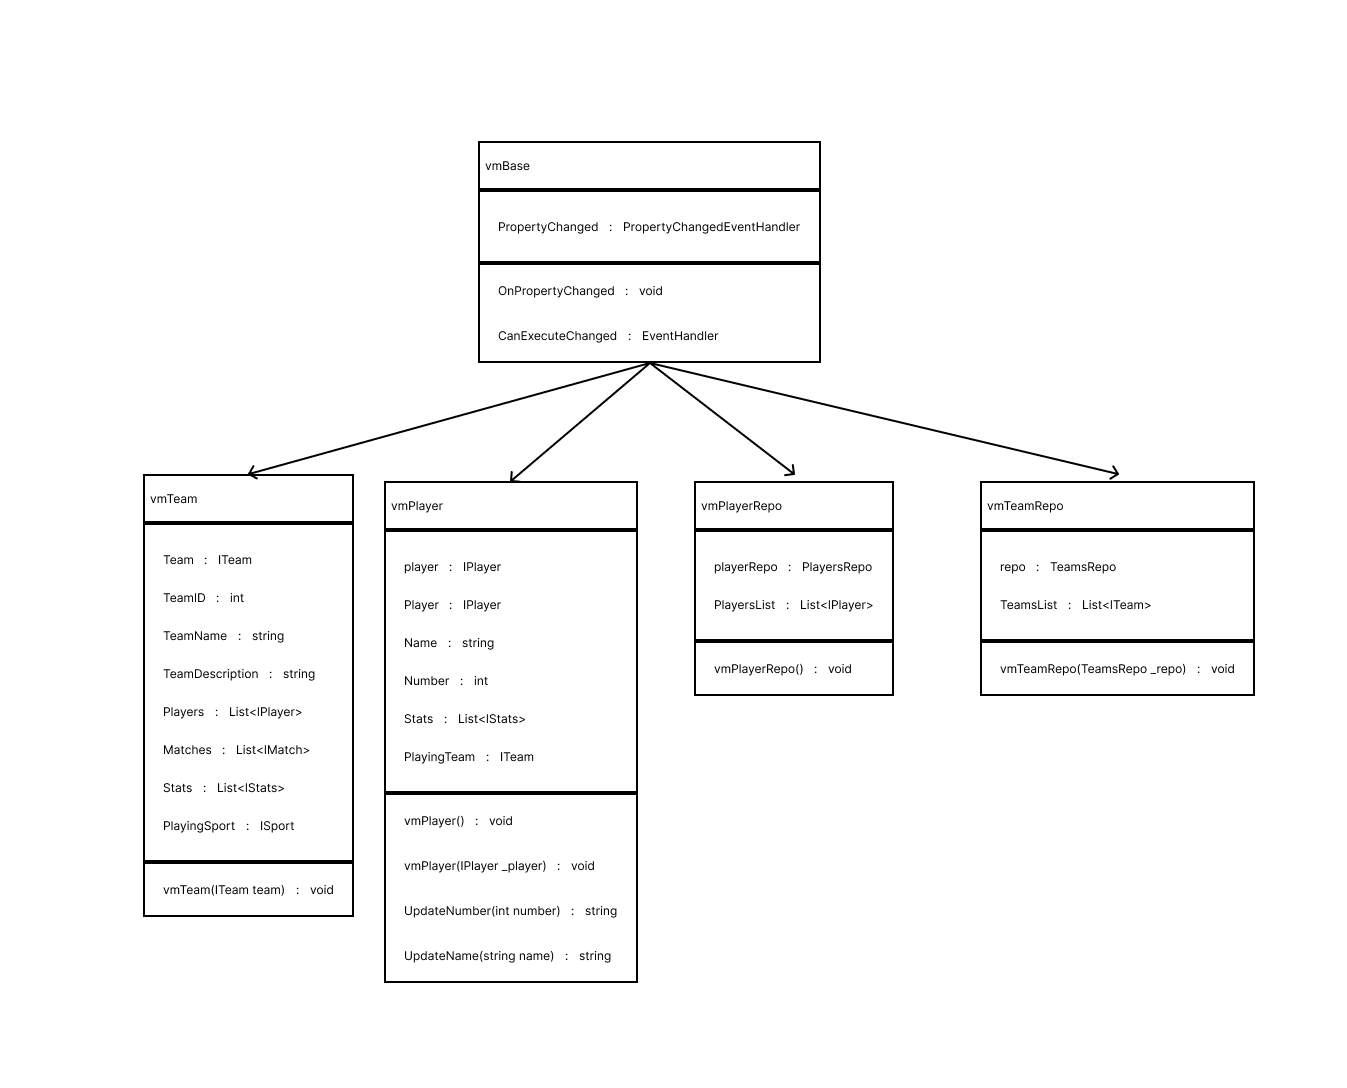 vmBase
PropertyChanged : PropertyChangedEventHandler
OnPropertyChanged : void
CanExecuteChanged : EventHandler
vmTeam
Team : ITeam
TeamID : int
TeamName : string
TeamDescription : string
Players : List<IPlayer>
Matches : List<IMatch>
Stats : List<IStats>
PlayingSport : ISport
vmTeam(ITeam team) : void
vmPlayer
player : IPlayer
Player : IPlayer
Name : string
Number : int
Stats : List<IStats>
PlayingTeam : ITeam
vmPlayer() : void
vmPlayer(IPlayer _player) : void
UpdateNumber(int number) : string
UpdateName(string name) : string
vmPlayerRepo
playerRepo : PlayersRepo
PlayersList : List<IPlayer>
vmPlayerRepo() : void
vmTeamRepo
repo : TeamsRepo
TeamsList : List<ITeam>
vmTeamRepo(TeamsRepo _repo) : void